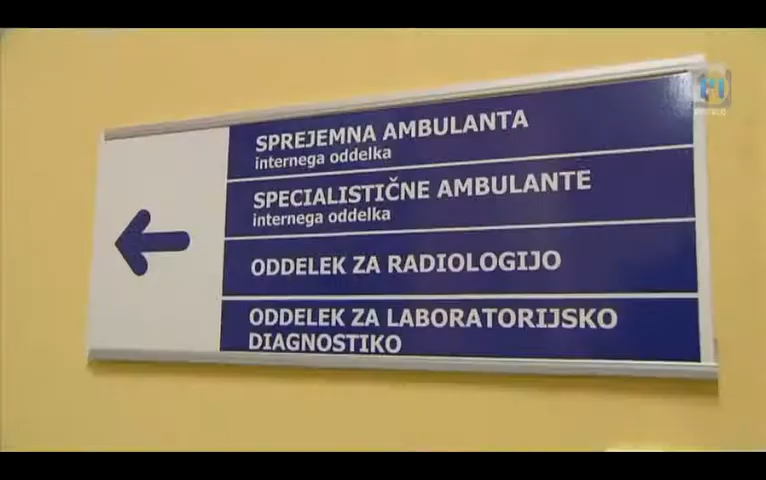 SPREJEMNA AMBULANTA
internega oddelka
SPECIALISTIČNE AMBULANTE
internega oddelka
ODDELEK ZA RADIOLOGIJO
ODDELEK ZA LABORATORIJSKO
DIAGNOSTIKO